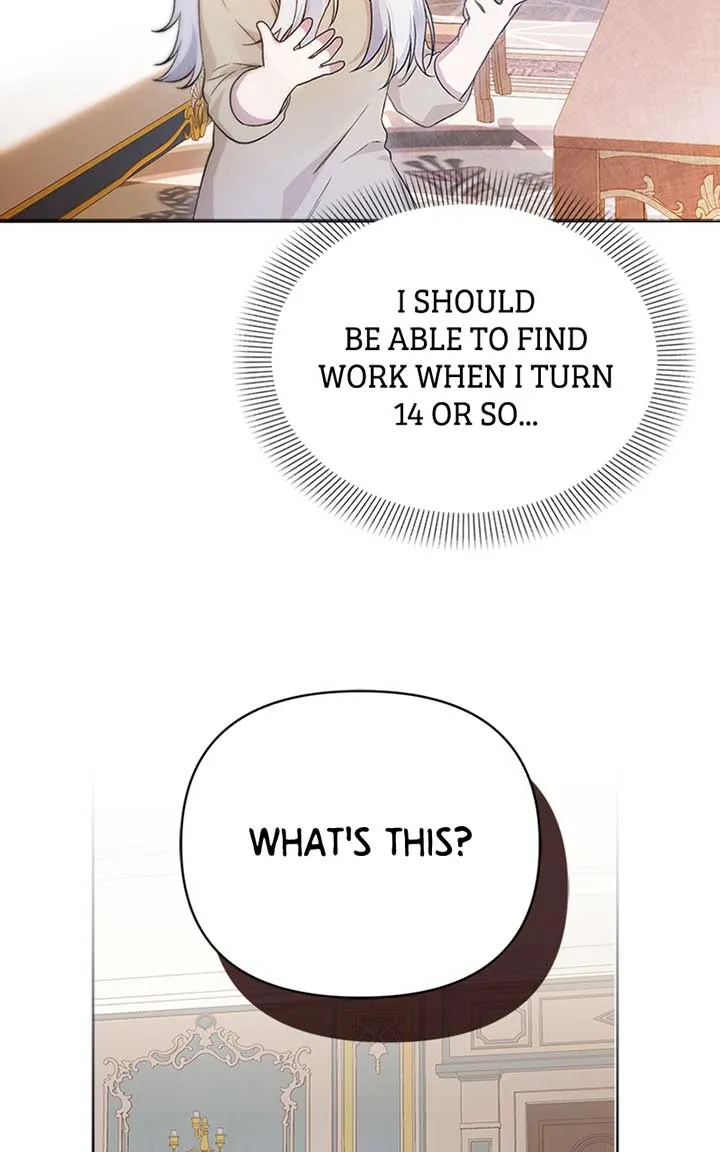 I SHOULD
BE ABLE TO FIND
WORK WHEN I TURN
14 OR SO...
WHAT'S THIS?